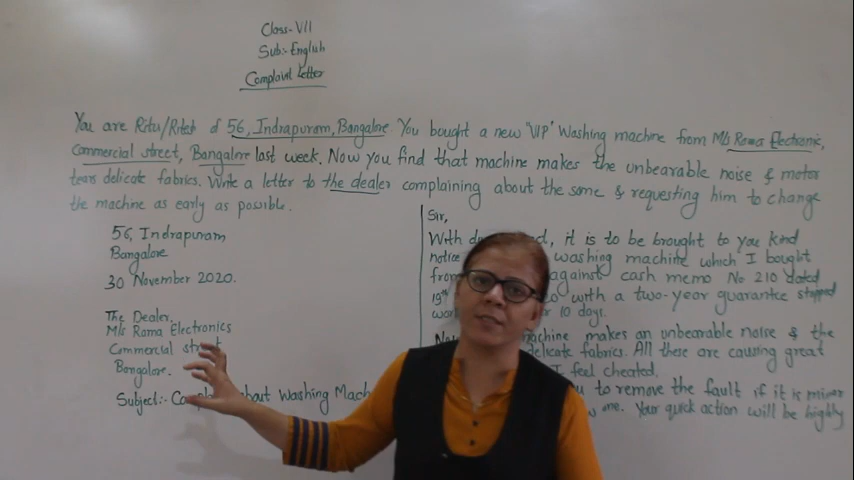 Class-VII
Sub:- English
Complaint Letter
You are Ritu/Ritesh of 56, Indrapuram, Bangalore You bought a new 'VIP' Washing machine from M/s Rama Electronic,
Commercial street, Bangalore last week. Now you find that machine makes the unbearable noise & motor
tears delicate fabrics. Write a letter to the dealer complaining about the same & requesting him to change
the machine as early as possible.
56, Indrapuram
Bangalore
30 November 2020.
The Dealer,
M/s Rama Electronics
Commercial street
Bangalore.
Subject:- about Washing Mach
Sir,
With, it is to be brought to you kind
notice washing machine which I bought
from against cash memo No 210 dated
19th with a two-year guarantee stopped
10 days.
machine makes an unbearable noise & the
delicate fabrics. All these are causing great
I feel cheated.
to remove the fault if it is minor
one. Your quick action will be highly